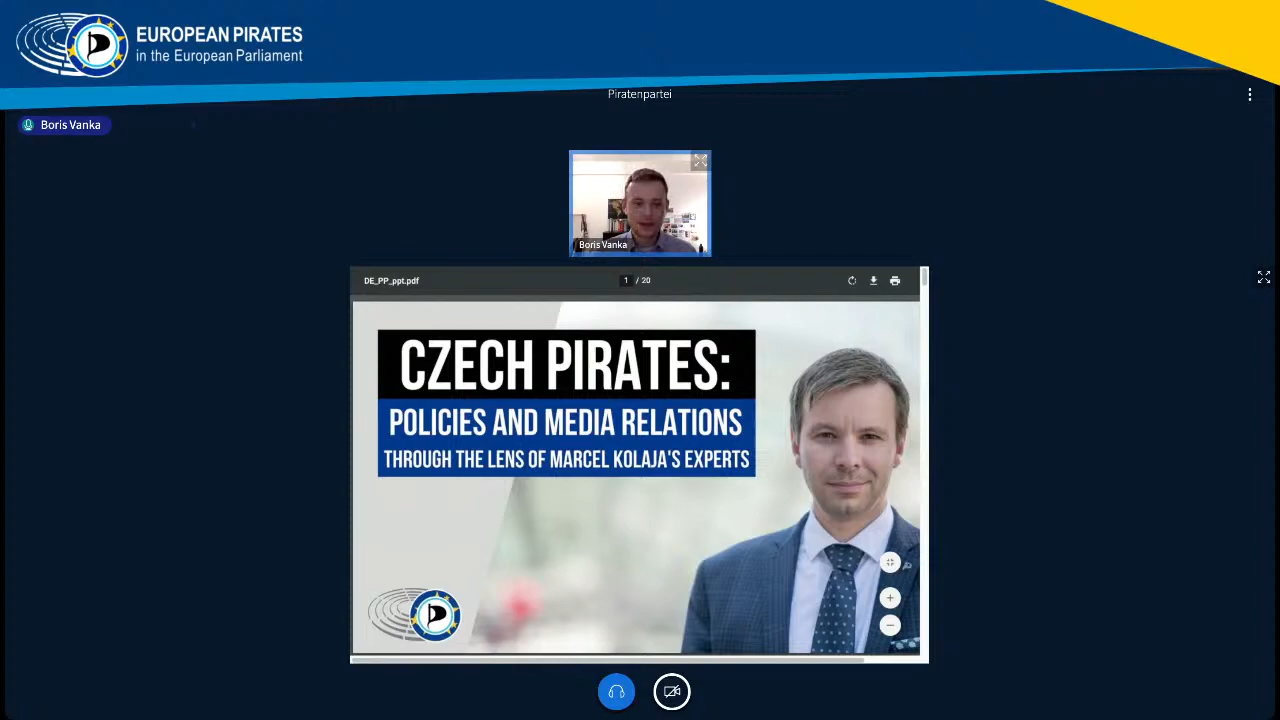 EUROPEAN PIRATES
in the European Parliament
Piratenpartei
Boris Vanka
Boris Vanka
DE_PP_ppt.pdf
1 / 20
CZECH PIRATES:
POLICIES AND MEDIA RELATIONS
THROUGH THE LENS OF MARCEL KOLAJA'S EXPERTS